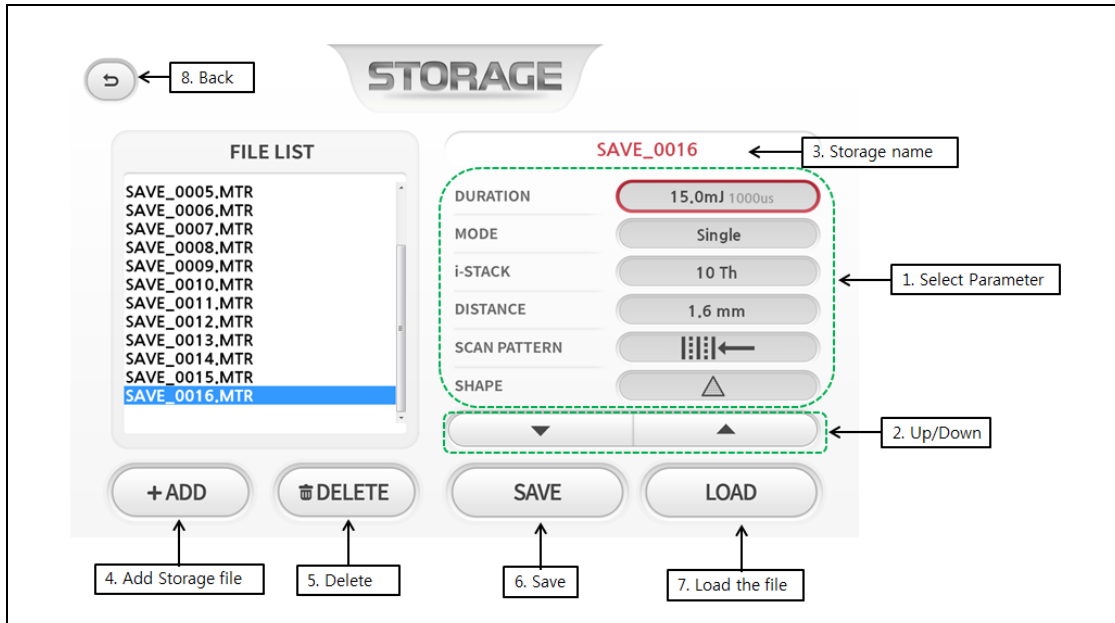 8. Back
STORAGE
FILE LIST
SAVE_0005.MTR
SAVE_0006.MTR
SAVE_0007.MTR
SAVE_0008.MTR
SAVE_0009.MTR
SAVE_0010.MTR
SAVE_0011.MTR
SAVE_0012.MTR
SAVE_0013.MTR
SAVE_0014.MTR
SAVE_0015.MTR
SAVE_0016.MTR
SAVE_0016
3. Storage name
DURATION 15.0mJ 1000us
MODE Single
i-STACK 10 Th
DISTANCE 1.6 mm
SCAN PATTERN
SHAPE
1. Select Parameter
2. Up/Down
+ADD
DELETE
SAVE
LOAD
4. Add Storage file
5. Delete
6. Save
7. Load the file